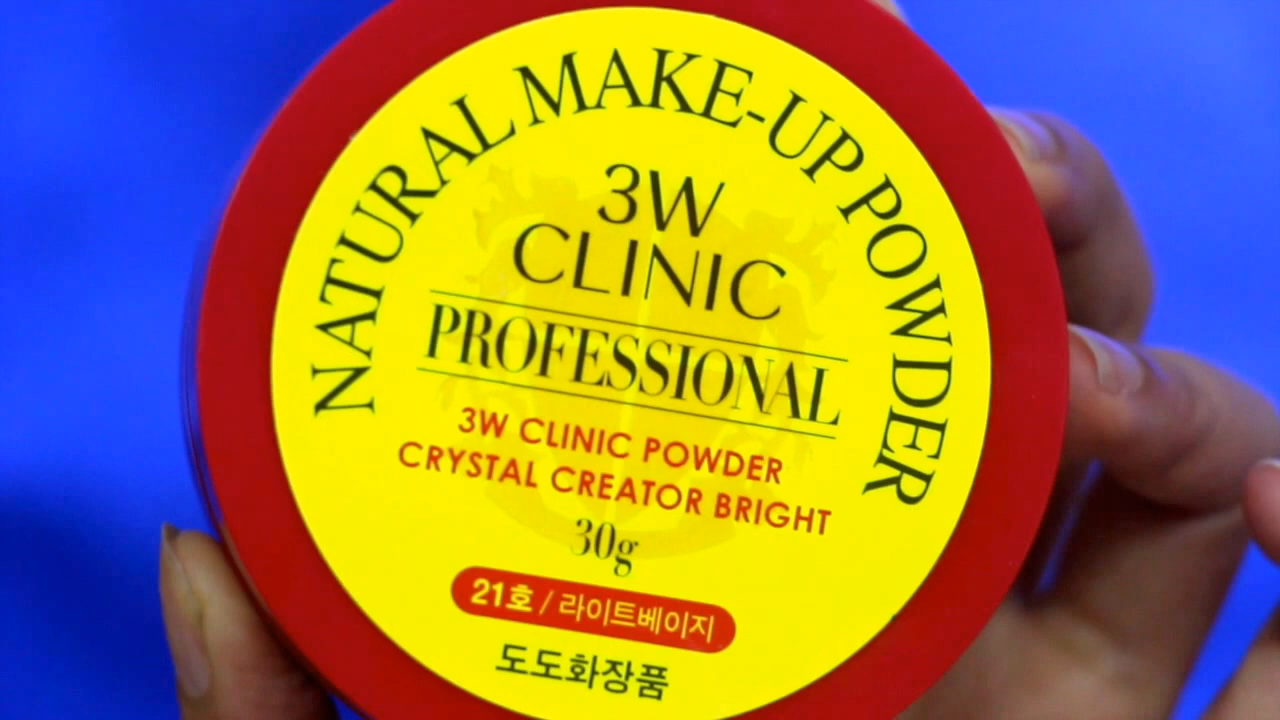 NATURAL MAKE-UP POWDER
3W
CLINIC
PROFESSIONAL
3W CLINIC POWDER
CRYSTAL CREATOR BRIGHT
30g
21호 / 라이트베이지
도도화장품